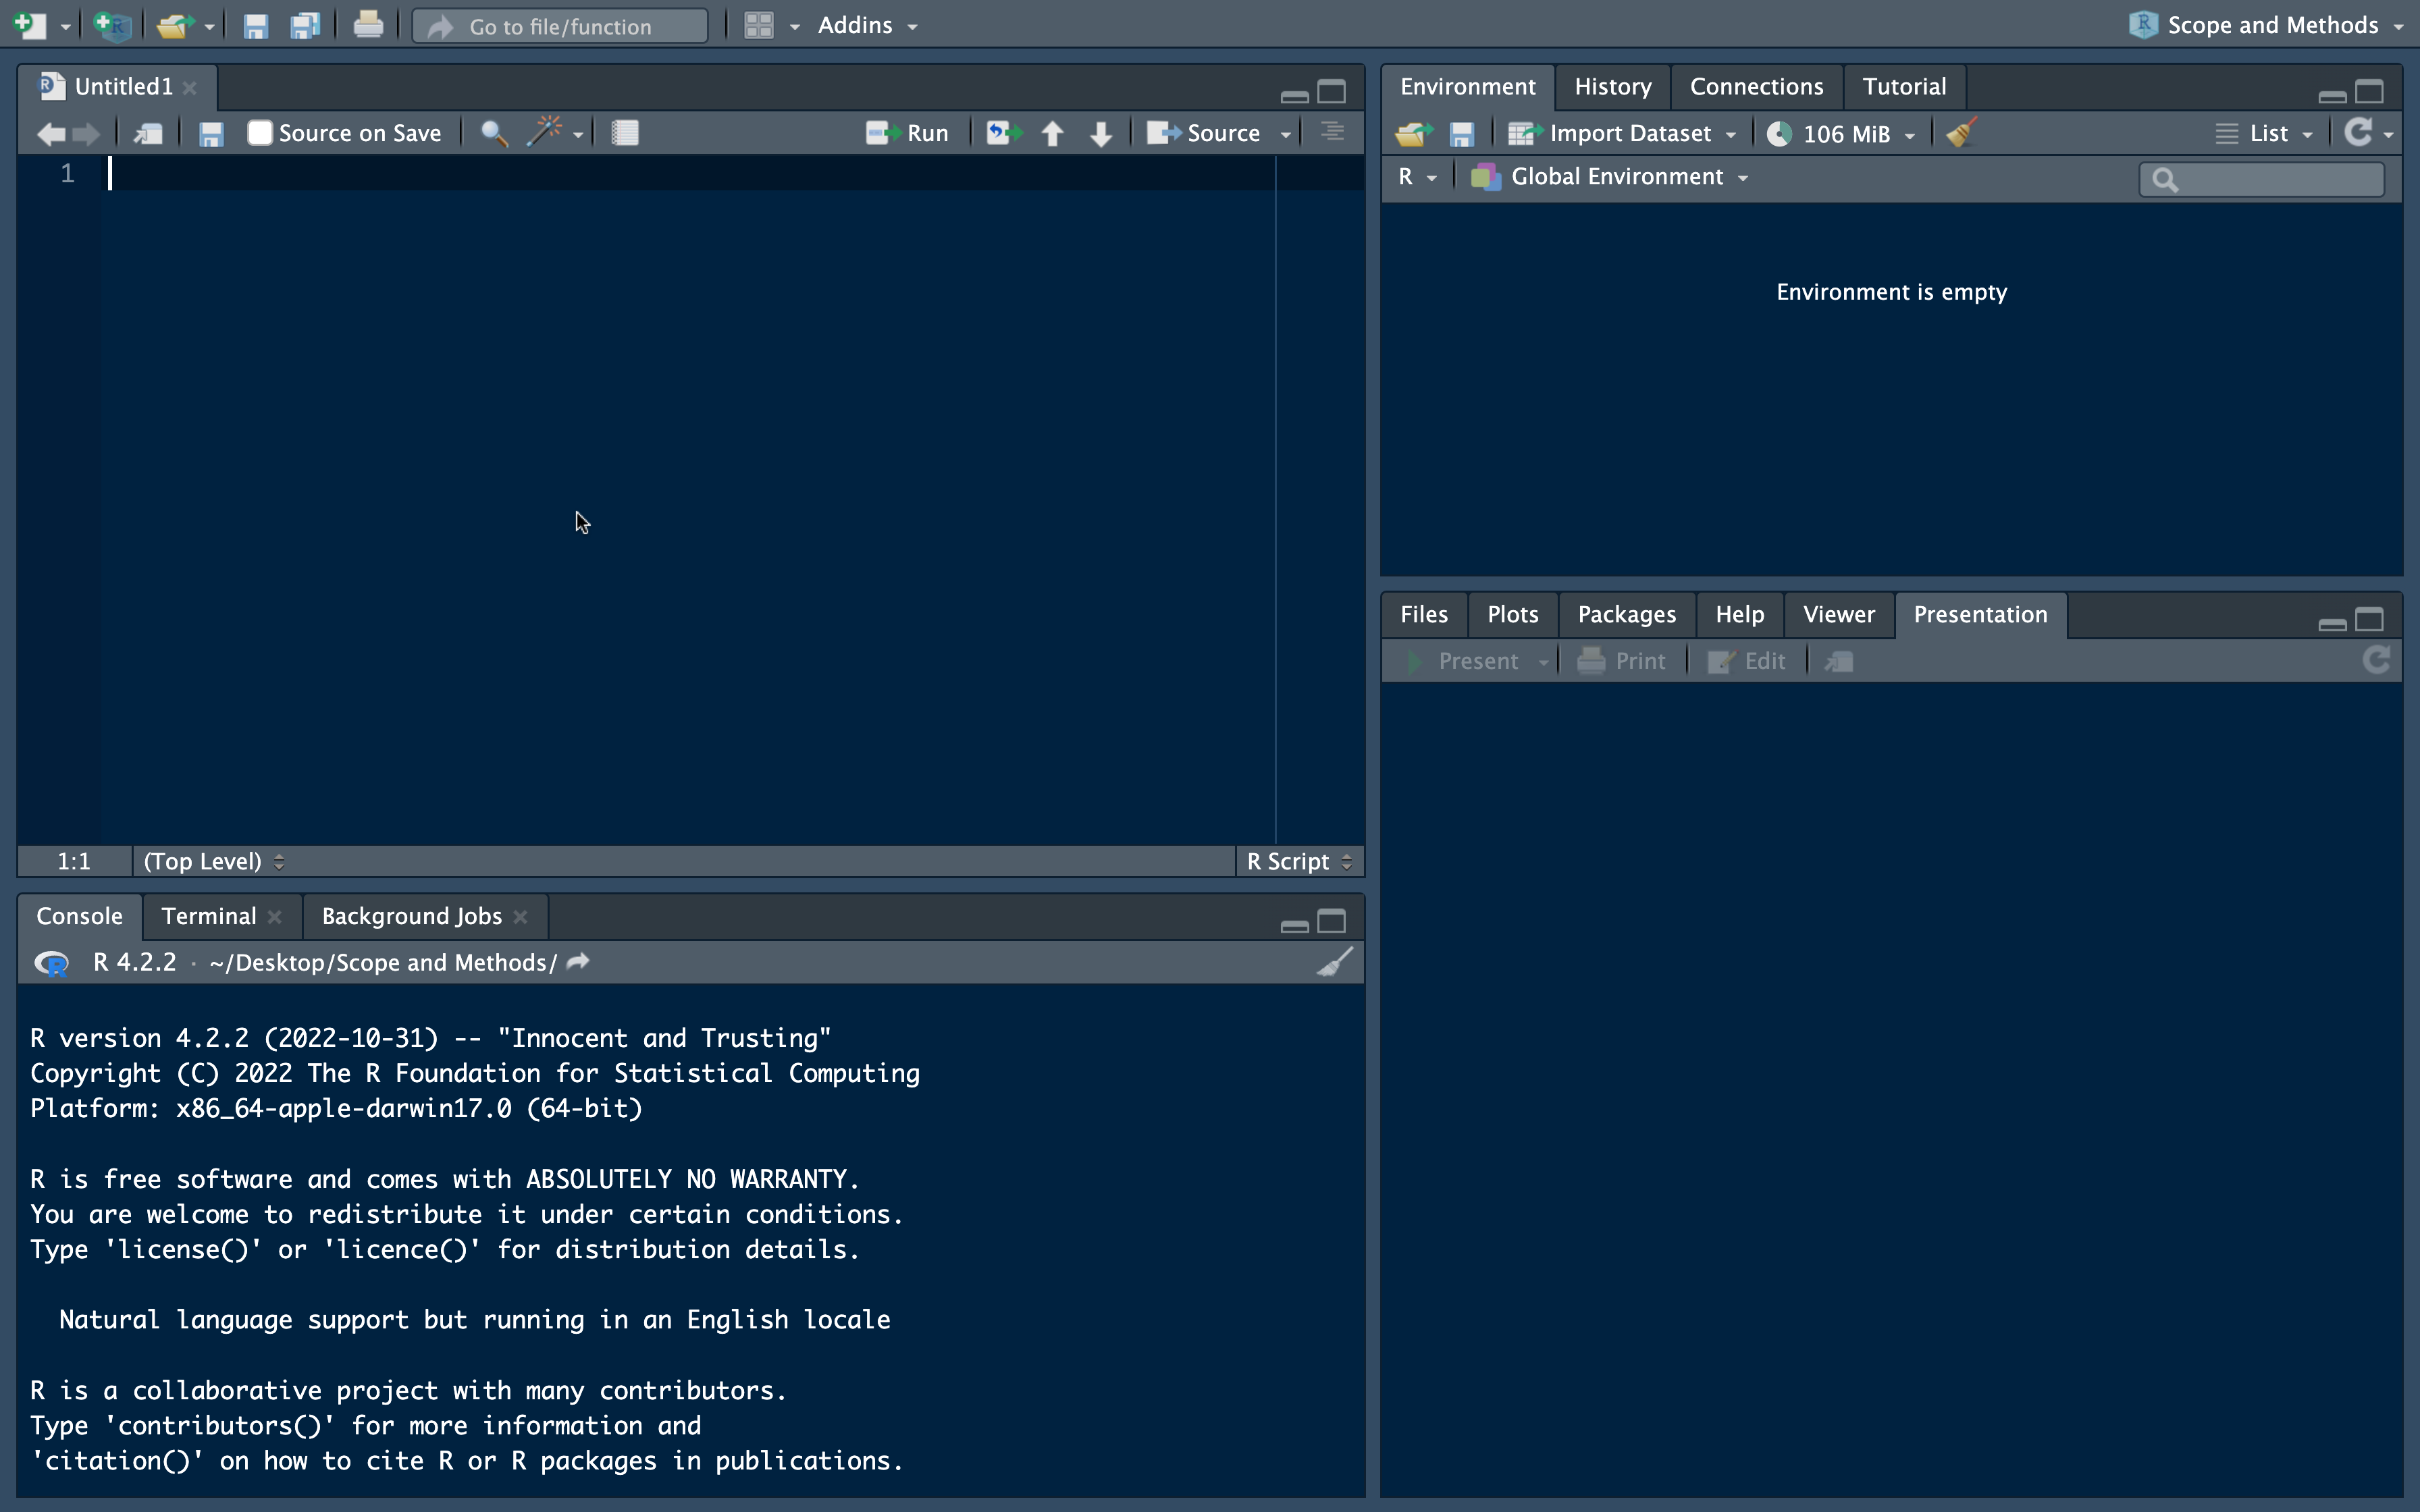 Go to file/function
Addins
Scope and Methods
Untitled1
Source on Save
Run
Source
1
1:1
(Top Level)
R Script
Console
Terminal
Background Jobs
R 4.2.2 · ~/Desktop/Scope and Methods/
R version 4.2.2 (2022-10-31) -- "Innocent and Trusting"
Copyright (C) 2022 The R Foundation for Statistical Computing
Platform: x86_64-apple-darwin17.0 (64-bit)
R is free software and comes with ABSOLUTELY NO WARRANTY.
You are welcome to redistribute it under certain conditions.
Type 'license()' or 'licence()' for distribution details.
Natural language support but running in an English locale
R is a collaborative project with many contributors.
Type 'contributors()' for more information and
'citation()' on how to cite R or R packages in publications.
Environment
History
Connections
Tutorial
Import Dataset
106 MiB
List
R
Global Environment
Environment is empty
Files
Plots
Packages
Help
Viewer
Presentation
Present
Print
Edit